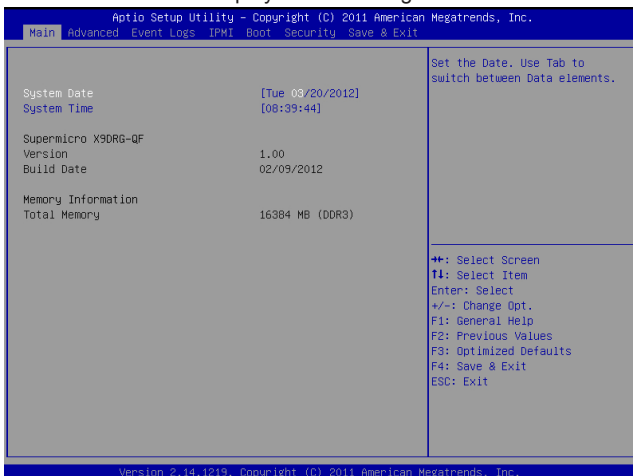 Aptio Setup Utility – Copyright (C) 2011 American Megatrends, Inc.
Main Advanced Event Logs IPMI Boot Security Save & Exit
System Date [Tue 03/20/2012]
System Time [08:39:44]
Supermicro X9DRG-QF
Version 1.00
Build Date 02/09/2012
Memory Information
Total Memory 16384 MB (DDR3)
Set the Date. Use Tab to
switch between Data elements.
→←: Select Screen
↑↓: Select Item
Enter: Select
+/-: Change Opt.
F1: General Help
F2: Previous Values
F3: Optimized Defaults
F4: Save & Exit
ESC: Exit
Version 2.14.1219. Copyright (C) 2011 American Megatrends, Inc.